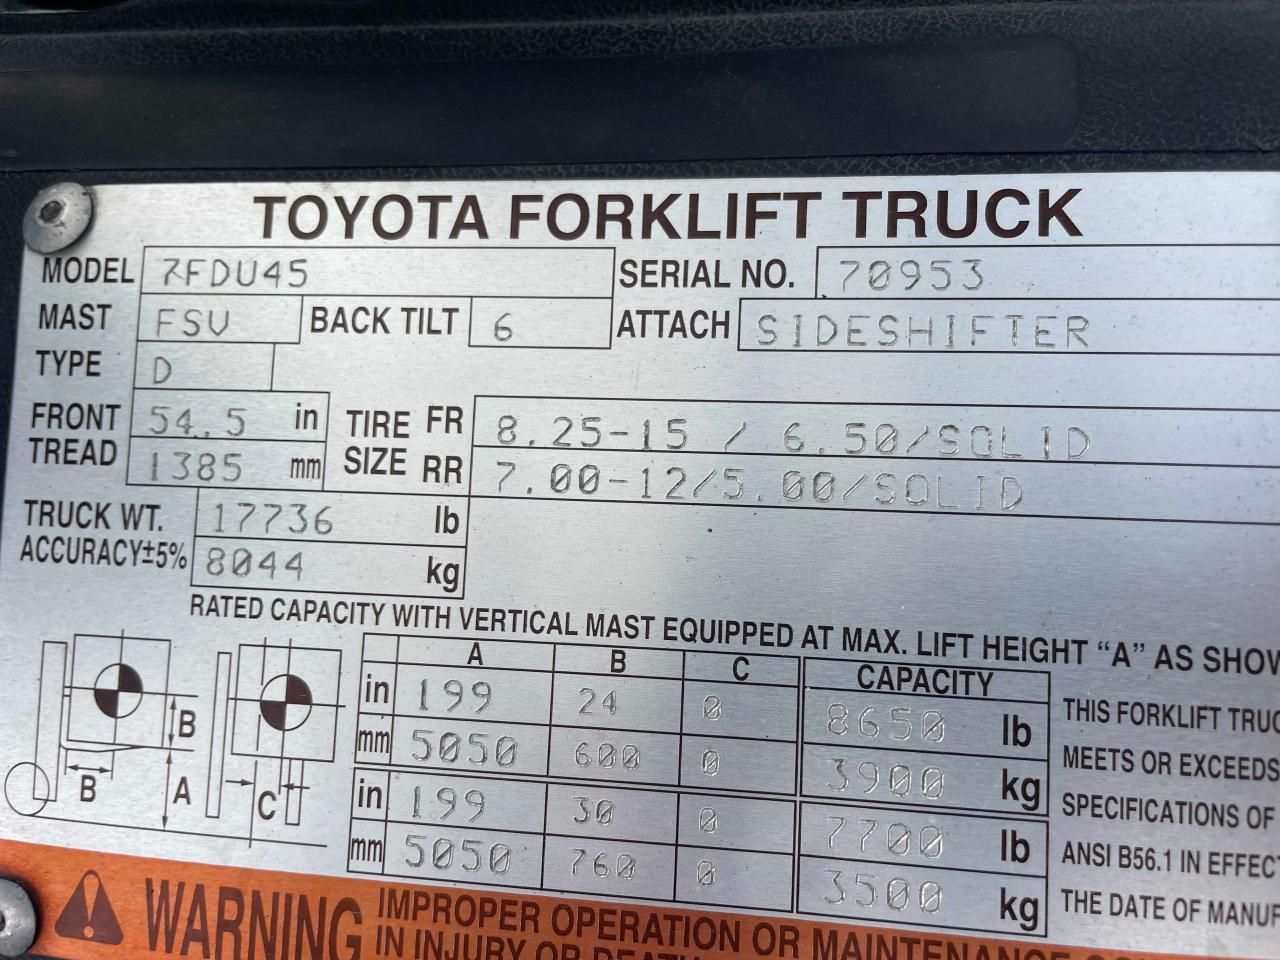 TOYOTA FORKLIFT TRUCK
MODEL 7FDU45 SERIAL NO. 70953
MAST FSV BACK TILT 6 ATTACH SIDESHIFTER
TYPE D
FRONT TREAD 54.5 in 1385 mm
TIRE SIZE FR 8.25-15 / 6.50/SOLID
RR 7.00-12/5.00/SOLID
TRUCK WT. 17736 lb
ACCURACY±5% 8044 kg
RATED CAPACITY WITH VERTICAL MAST EQUIPPED AT MAX. LIFT HEIGHT "A" AS SHOW
A B C CAPACITY
in 199 24 0 8650 lb
mm 5050 600 0 3900 kg
in 199 30 0 7700 lb
mm 5050 760 0 3500 kg
B
B A C
THIS FORKLIFT TRUC
MEETS OR EXCEEDS
SPECIFICATIONS OF
ANSI B56.1 IN EFFEC
THE DATE OF MANUF
WARNING
IMPROPER OPERATION OR MAINTENANCE
IN INJURY OR DEATH